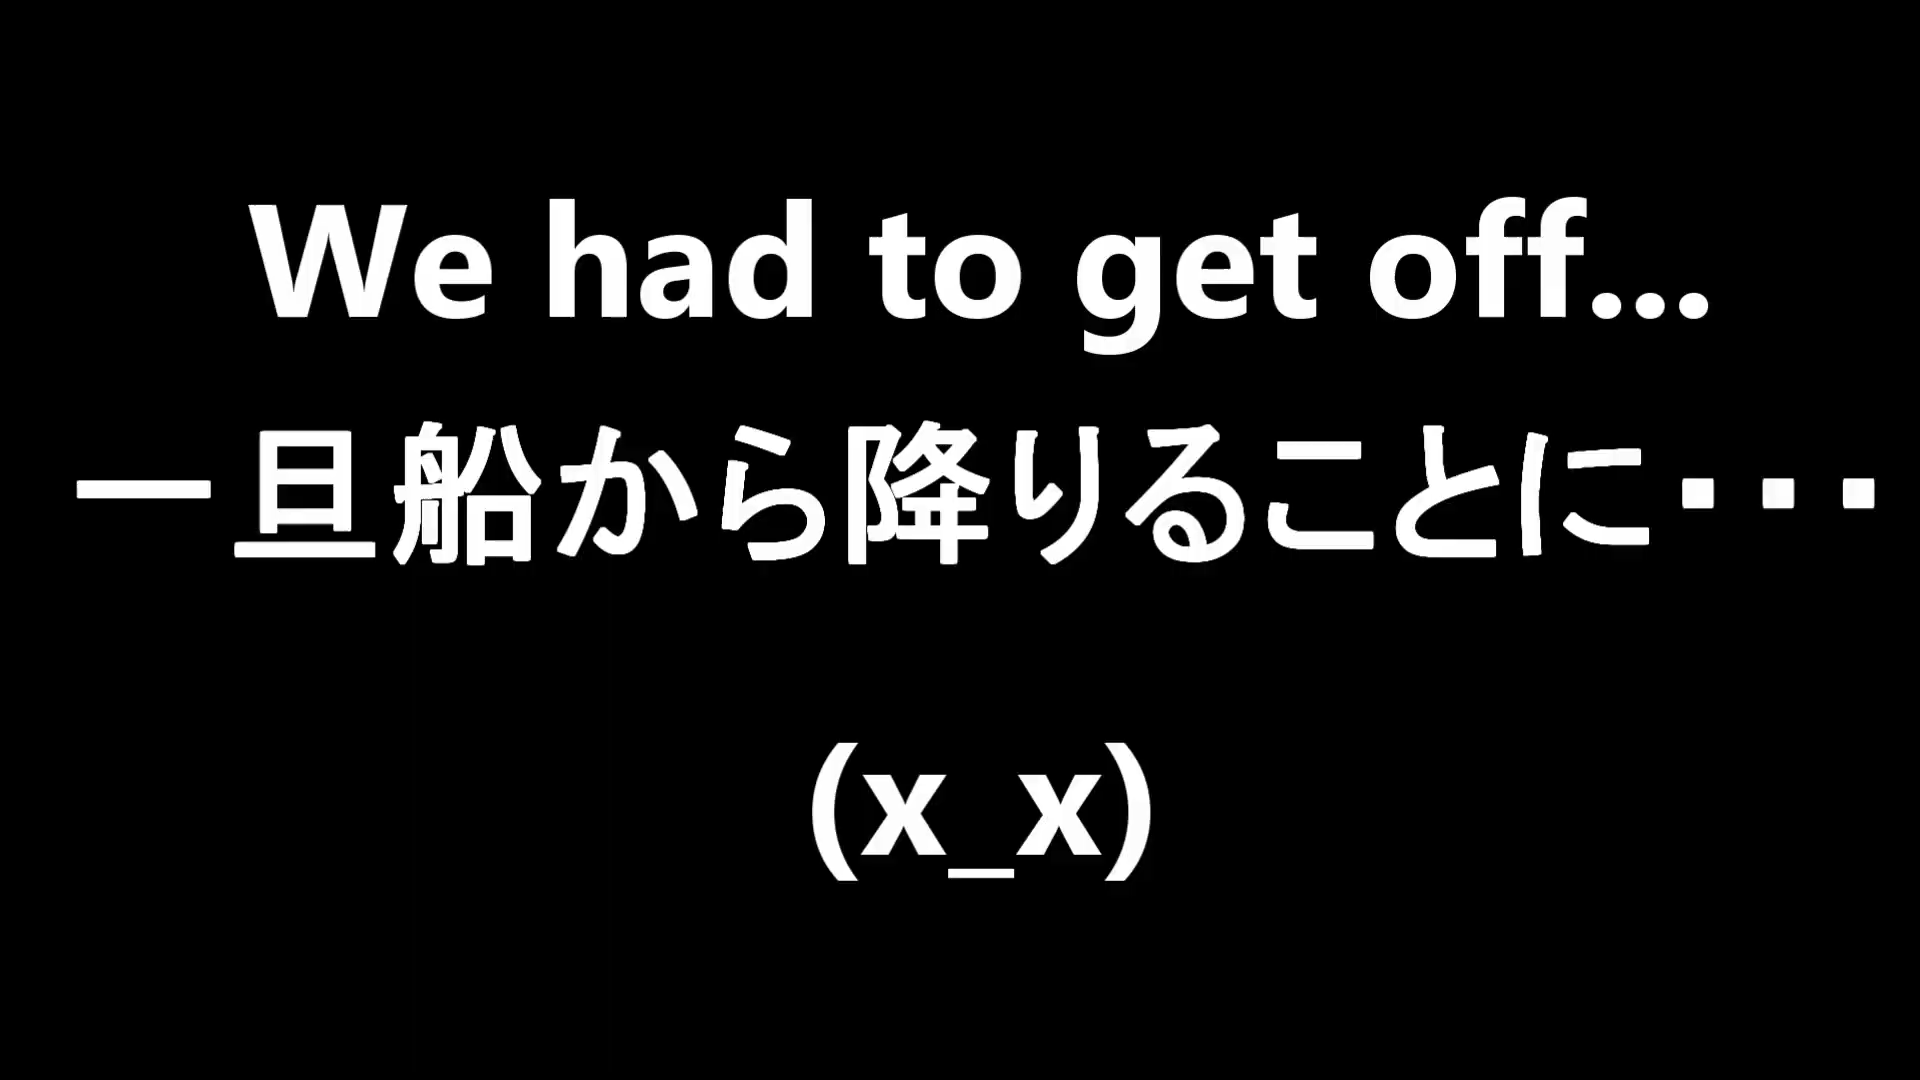 We had to get off...
一旦船から降りることに・・・
(x_x)